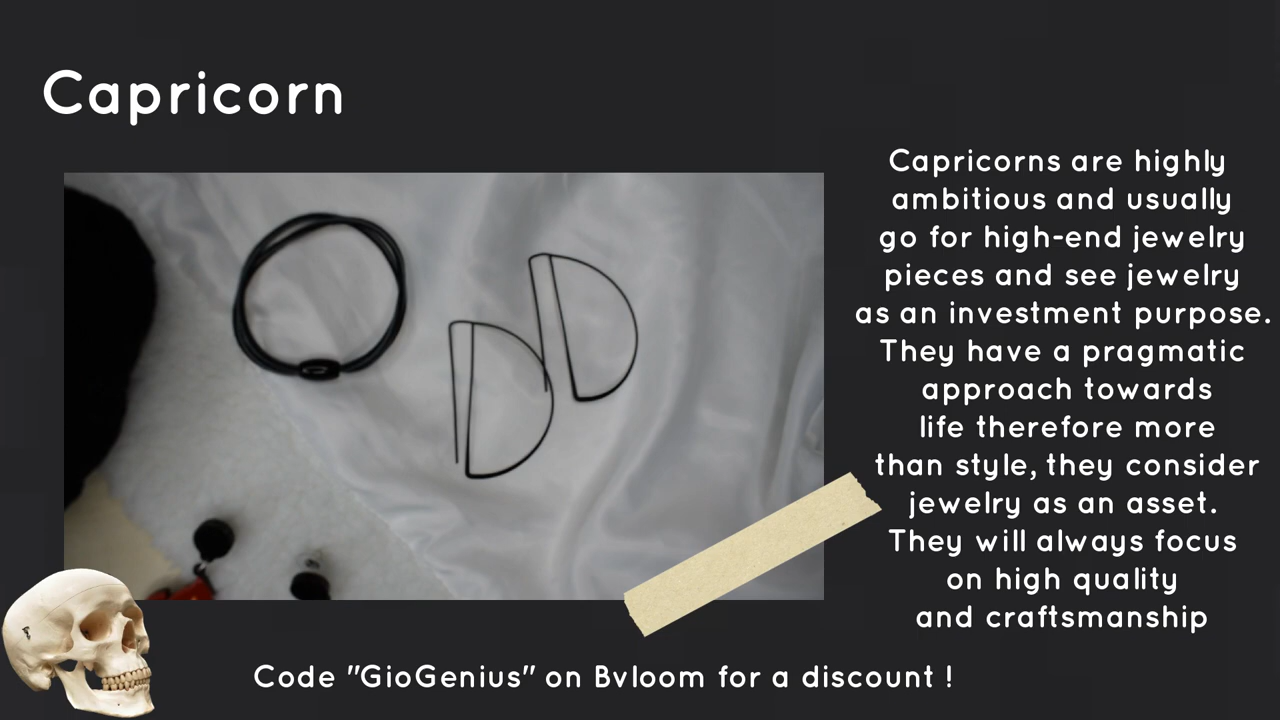 Capricorn
Capricorns are highly
ambitious and usually
go for high-end jewelry
pieces and see jewelry
as an investment purpose.
They have a pragmatic
approach towards
life therefore more
than style, they consider
jewelry as an asset.
They will always focus
on high quality
and craftsmanship
Code "GioGenius" on Bvloom for a discount !